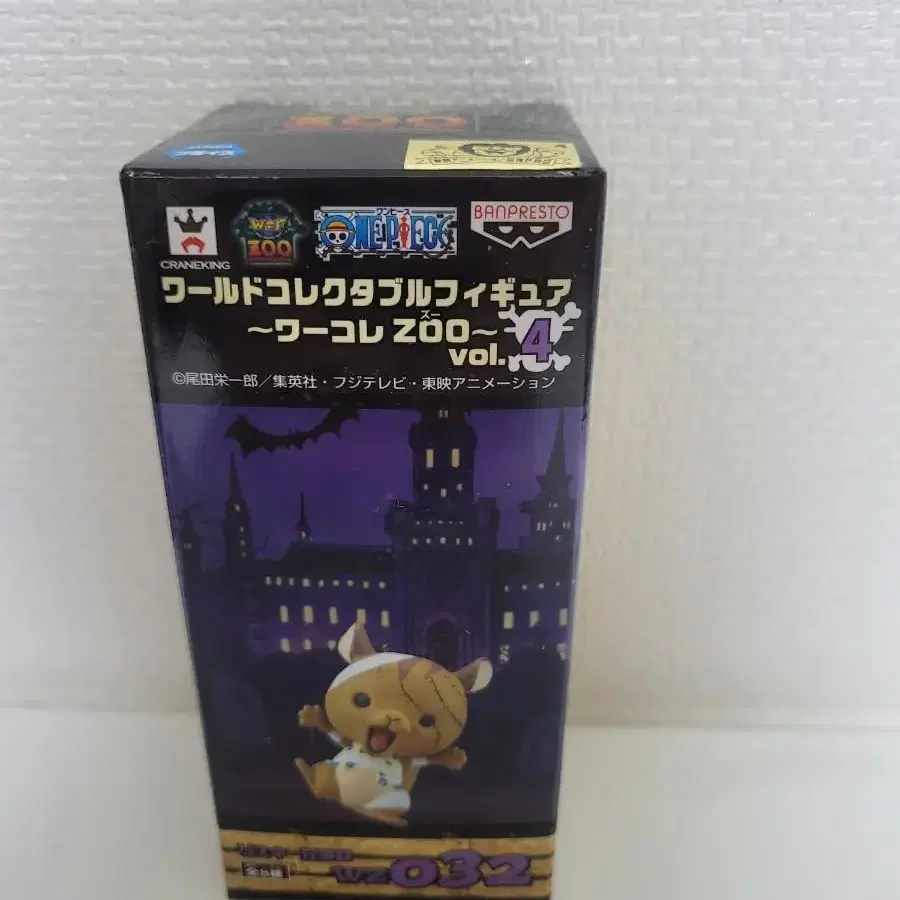 CRANEKING
WCF
ZOO
ワンピース
ONE PIECE
BANPRESTO
ワールドコレクタブルフィギュア
ズー
〜ワーコレ ZOO〜
vol. 4
©尾田栄一郎/集英社・フジテレビ・東映アニメーション
全8種
WZ032